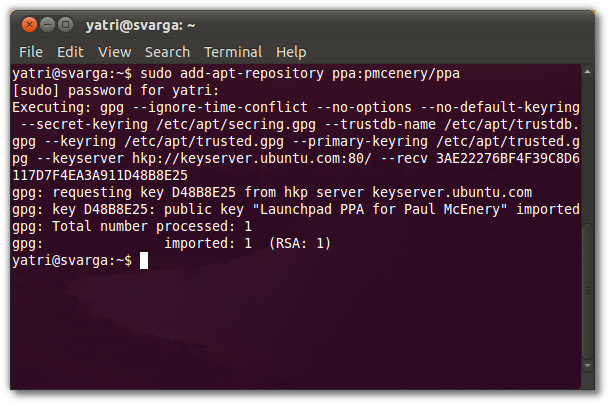 yatri@svarga: ~
File Edit View Search Terminal Help
yatri@svarga:~$ sudo add-apt-repository ppa:pmcenery/ppa
[sudo] password for yatri:
Executing: gpg --ignore-time-conflict --no-options --no-default-keyring
 --secret-keyring /etc/apt/secring.gpg --trustdb-name /etc/apt/trustdb.
gpg --keyring /etc/apt/trusted.gpg --primary-keyring /etc/apt/trusted.g
pg --keyserver hkp://keyserver.ubuntu.com:80/ --recv 3AE22276BF4F39C8D6
117D7F4EA3A911D48B8E25
gpg: requesting key D48B8E25 from hkp server keyserver.ubuntu.com
gpg: key D48B8E25: public key "Launchpad PPA for Paul McEnery" imported
gpg: Total number processed: 1
gpg:               imported: 1  (RSA: 1)
yatri@svarga:~$